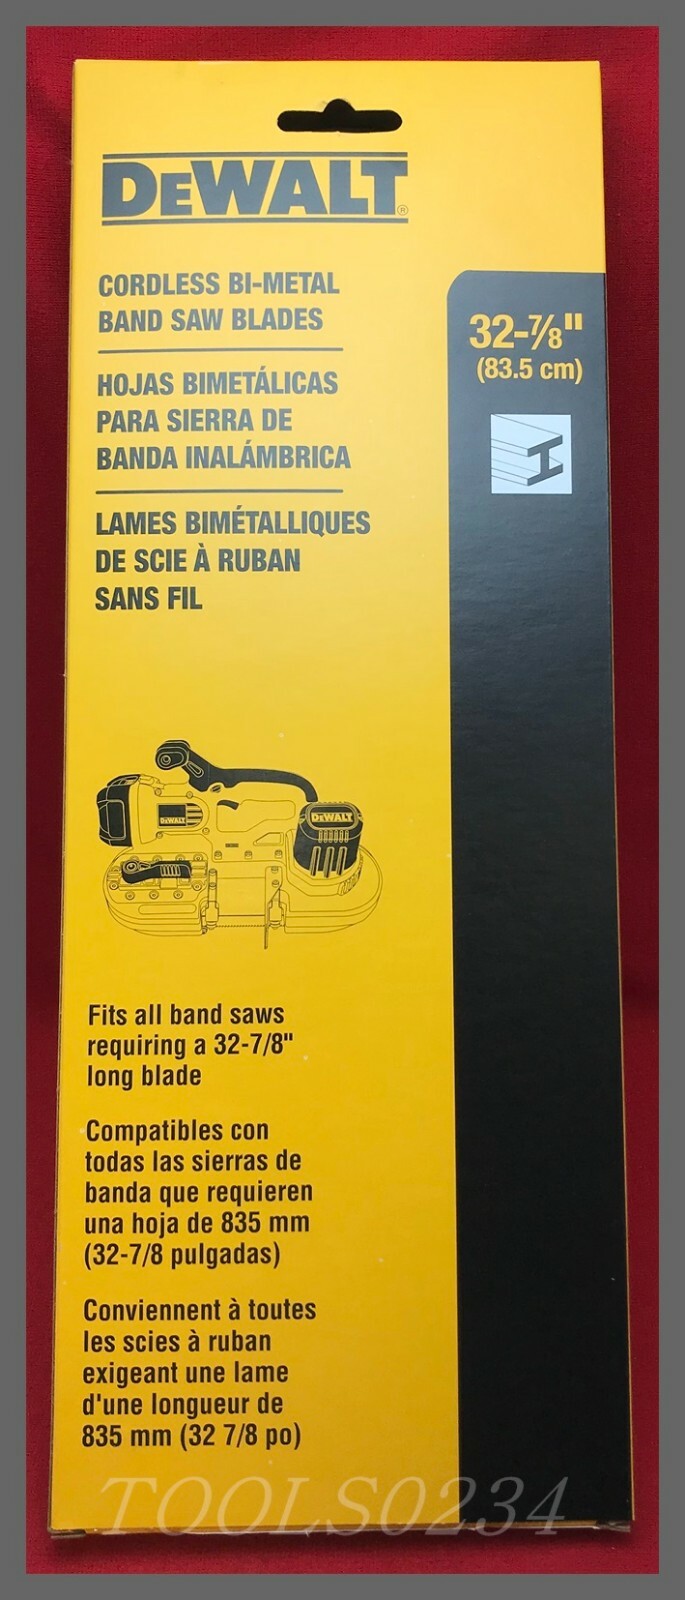 DEWALT®
CORDLESS BI-METAL
BAND SAW BLADES
HOJAS BIMETÁLICAS
PARA SIERRA DE
BANDA INALÁMBRICA
LAMES BIMÉTALLIQUES
DE SCIE À RUBAN
SANS FIL
32-7/8"
(83.5 cm)
DEWALT
DEWALT
Fits all band saws
requiring a 32-7/8"
long blade
Compatibles con
todas las sierras de
banda que requieren
una hoja de 835 mm
(32-7/8 pulgadas)
Conviennent à toutes
les scies à ruban
exigeant une lame
d'une longueur de
835 mm (32 7/8 po)
TOOLS0234